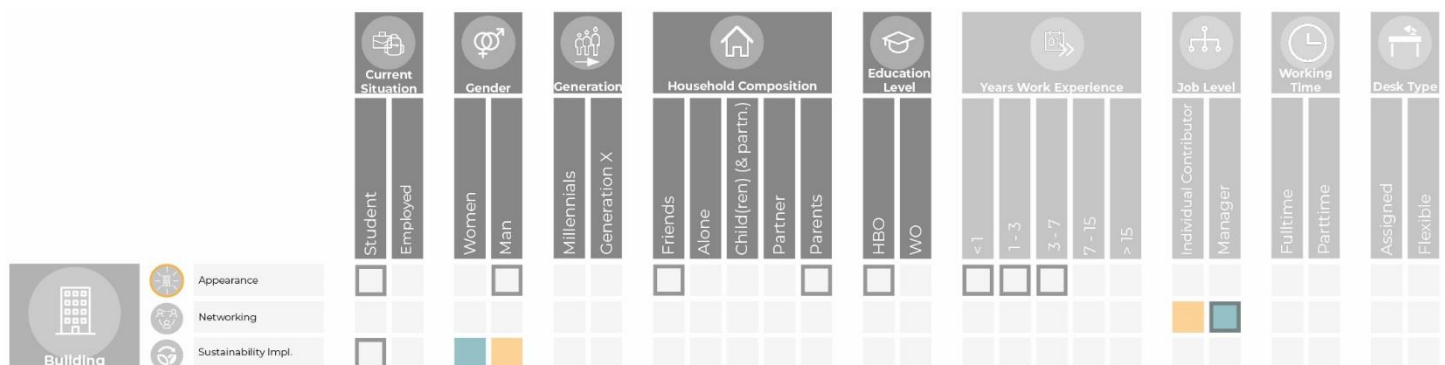 Current
Situation
Gender
Generation
Household Composition
Education
Level
Years Work Experience
Job Level
Working
Time
Desk Type
Student
Employed
Women
Man
Millennials
Generation X
Friends
Alone
Child(ren) (& partn.)
Partner
Parents
HBO
WO
< 1
1 - 3
3 - 7
7 - 15
> 15
Individual Contributor
Manager
Fulltime
Parttime
Assigned
Flexible
Building
Appearance
Networking
Sustainability Impl.